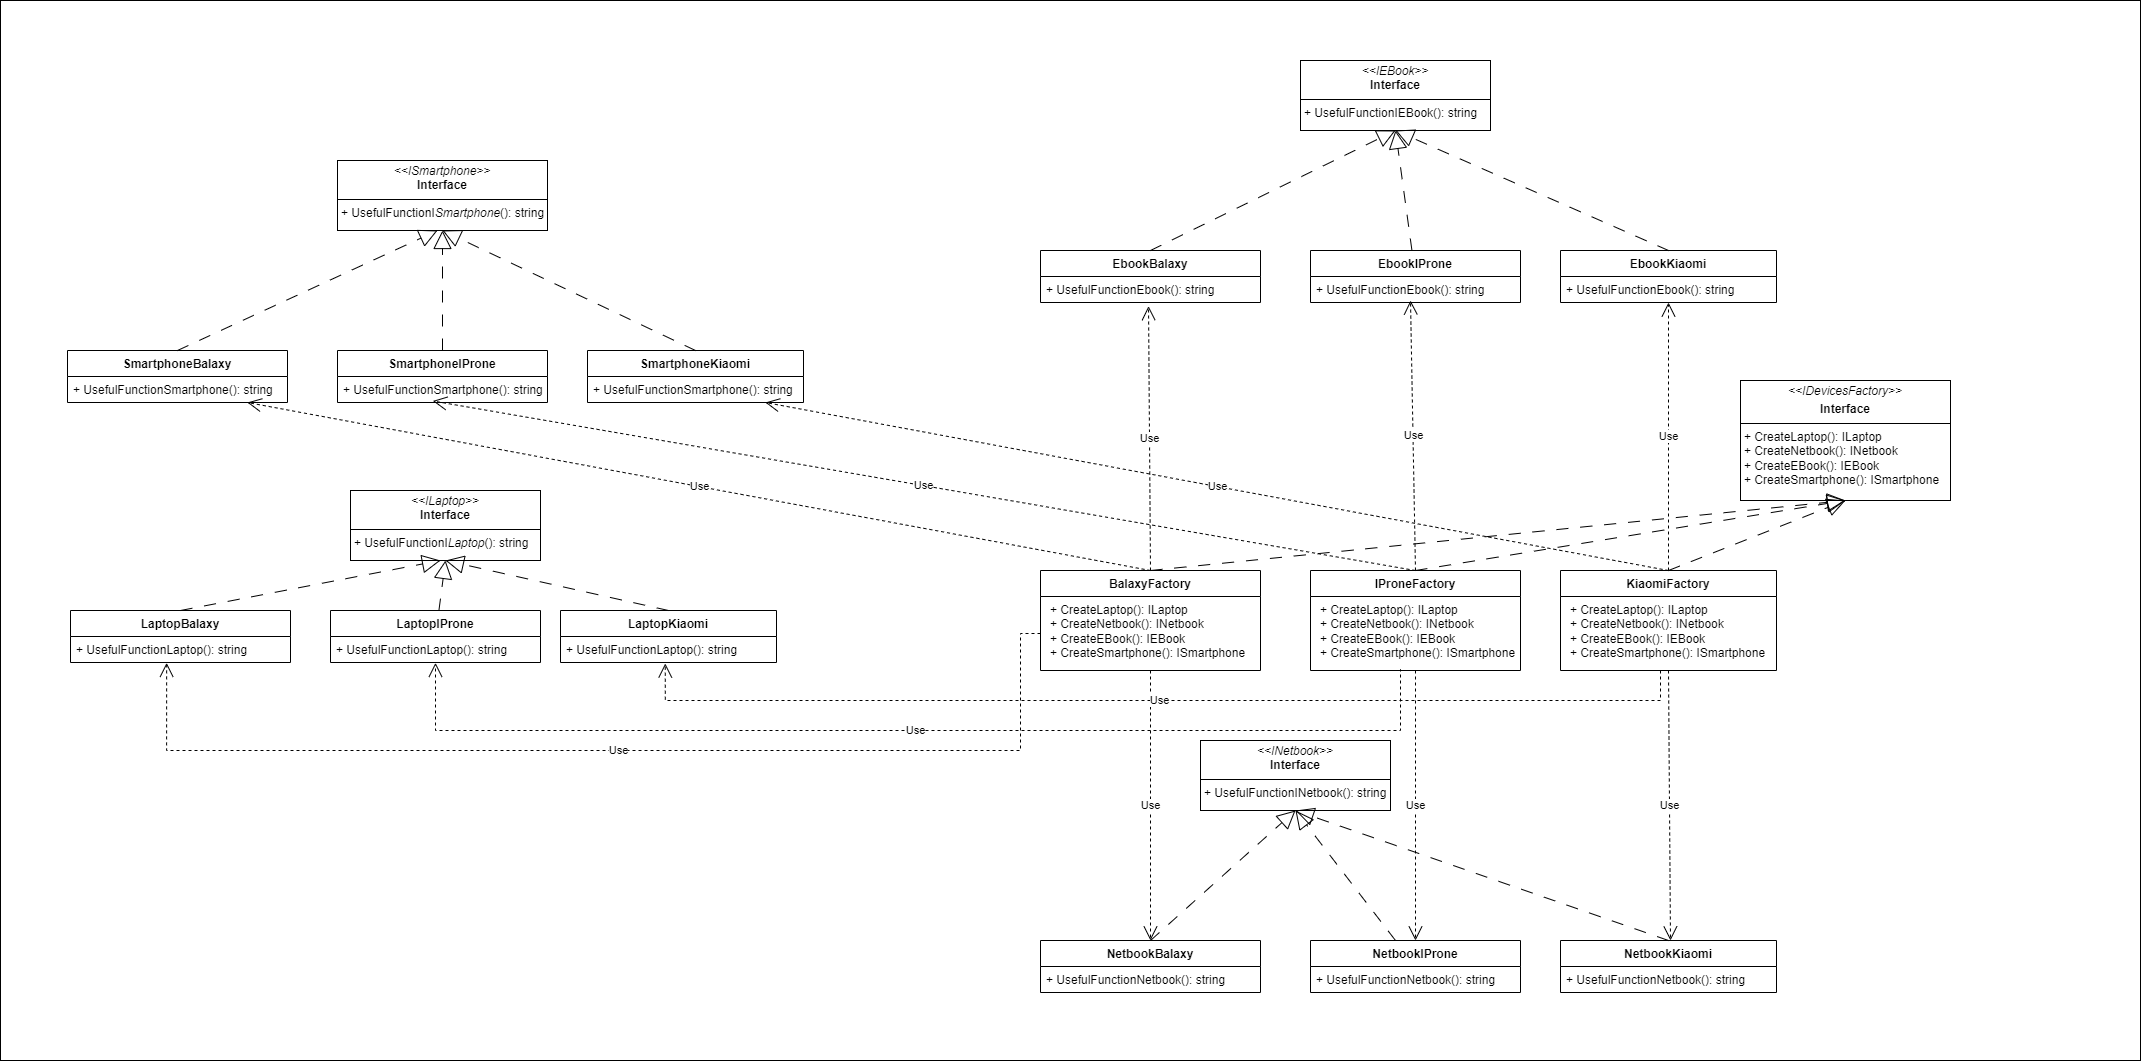 <<IEBook>>
Interface
+ UsefulFunctionIEBook(): string
<<ISmartphone>>
Interface
+ UsefulFunctionISmartphone(): string
EbookBalaxy
+ UsefulFunctionEbook(): string
EbookIProne
+ UsefulFunctionEbook(): string
EbookKiaomi
+ UsefulFunctionEbook(): string
SmartphoneBalaxy
+ UsefulFunctionSmartphone(): string
SmartphoneIProne
+ UsefulFunctionSmartphone(): string
SmartphoneKiaomi
+ UsefulFunctionSmartphone(): string
<<IDevicesFactory>>
Interface
+ CreateLaptop(): ILaptop
+ CreateNetbook(): INetbook
+ CreateEBook(): IEBook
+ CreateSmartphone(): ISmartphone
Use
Use
Use
Use
Use
Use
<<ILaptop>>
Interface
+ UsefulFunctionILaptop(): string
BalaxyFactory
+ CreateLaptop(): ILaptop
+ CreateNetbook(): INetbook
+ CreateEBook(): IEBook
+ CreateSmartphone(): ISmartphone
IProneFactory
+ CreateLaptop(): ILaptop
+ CreateNetbook(): INetbook
+ CreateEBook(): IEBook
+ CreateSmartphone(): ISmartphone
KiaomiFactory
+ CreateLaptop(): ILaptop
+ CreateNetbook(): INetbook
+ CreateEBook(): IEBook
+ CreateSmartphone(): ISmartphone
LaptopBalaxy
+ UsefulFunctionLaptop(): string
LaptopIProne
+ UsefulFunctionLaptop(): string
LaptopKiaomi
+ UsefulFunctionLaptop(): string
Use
Use
Use
<<INetbook>>
Interface
+ UsefulFunctionINetbook(): string
Use
Use
Use
NetbookBalaxy
+ UsefulFunctionNetbook(): string
NetbookIProne
+ UsefulFunctionNetbook(): string
NetbookKiaomi
+ UsefulFunctionNetbook(): string